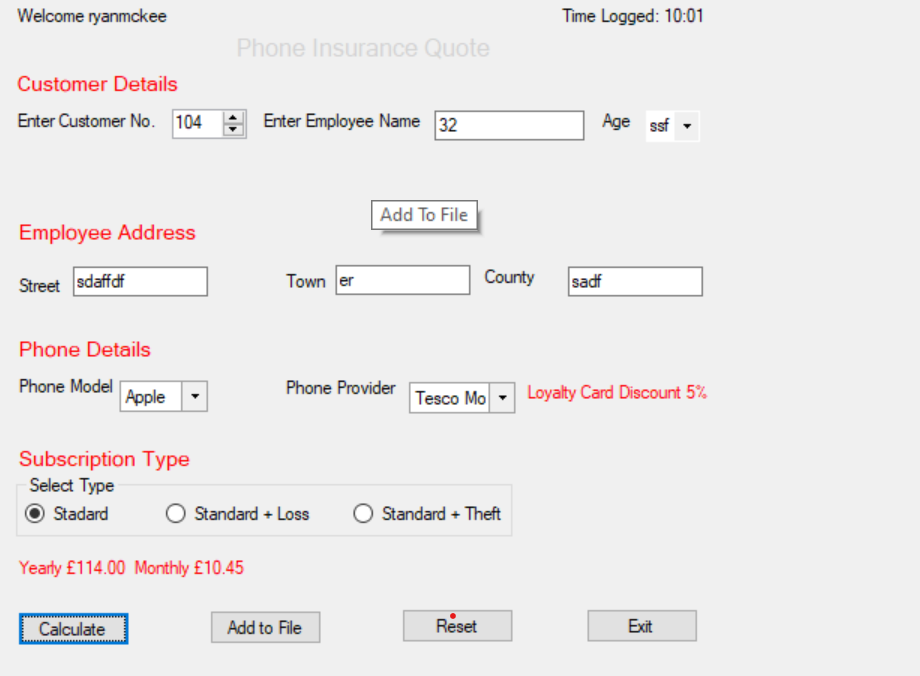 Welcome ryanmckee Time Logged: 10:01
Phone Insurance Quote
Customer Details
Enter Customer No. 104 Enter Employee Name 32 Age ssf
Add To File
Employee Address
Street sdaffdf Town er County sadf
Phone Details
Phone Model Apple Phone Provider Tesco Mo Loyalty Card Discount 5%
Subscription Type
Select Type
Stadard Standard + Loss Standard + Theft
Yearly £114.00 Monthly £10.45
Calculate Add to File Reset Exit